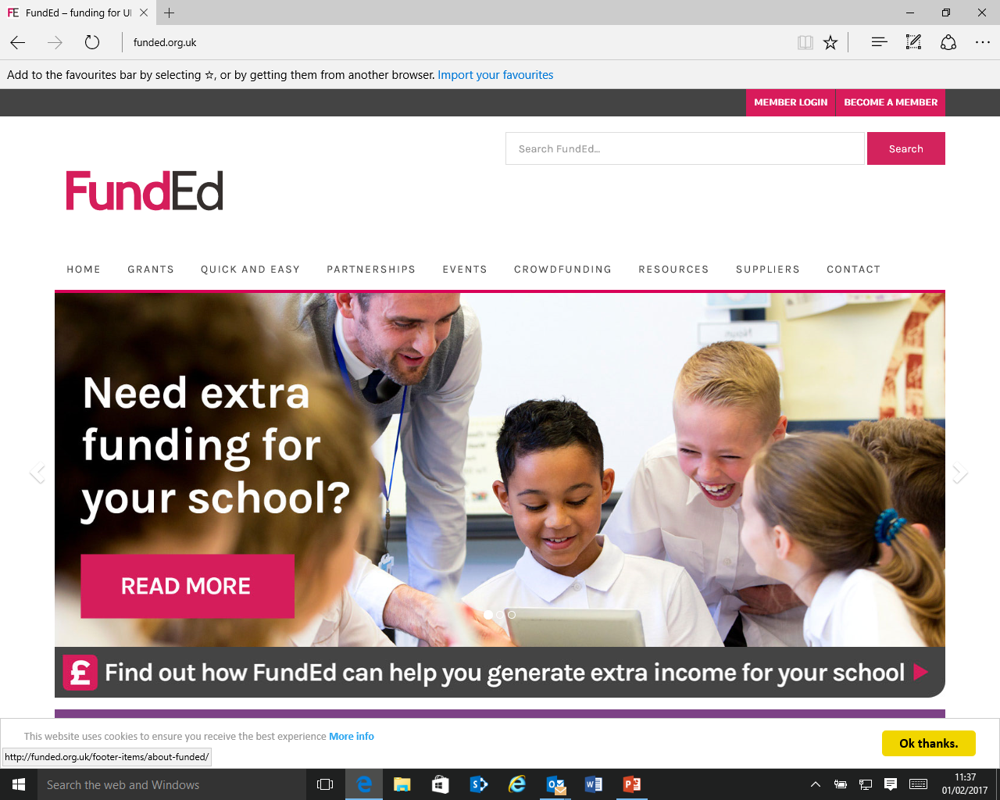 FE FundEd – funding for U
funded.org.uk
Add to the favourites bar by selecting ☆, or by getting them from another browser. Import your favourites
MEMBER LOGIN BECOME A MEMBER
Search FundEd... Search
FundEd
HOME GRANTS QUICK AND EASY PARTNERSHIPS EVENTS CROWDFUNDING RESOURCES SUPPLIERS CONTACT
Need extra
funding for
your school?
READ MORE
£ Find out how FundEd can help you generate extra income for your school
This website uses cookies to ensure you receive the best experience More info
Ok thanks.
http://funded.org.uk/footer-items/about-funded/
Search the web and Windows
11:37
01/02/2017